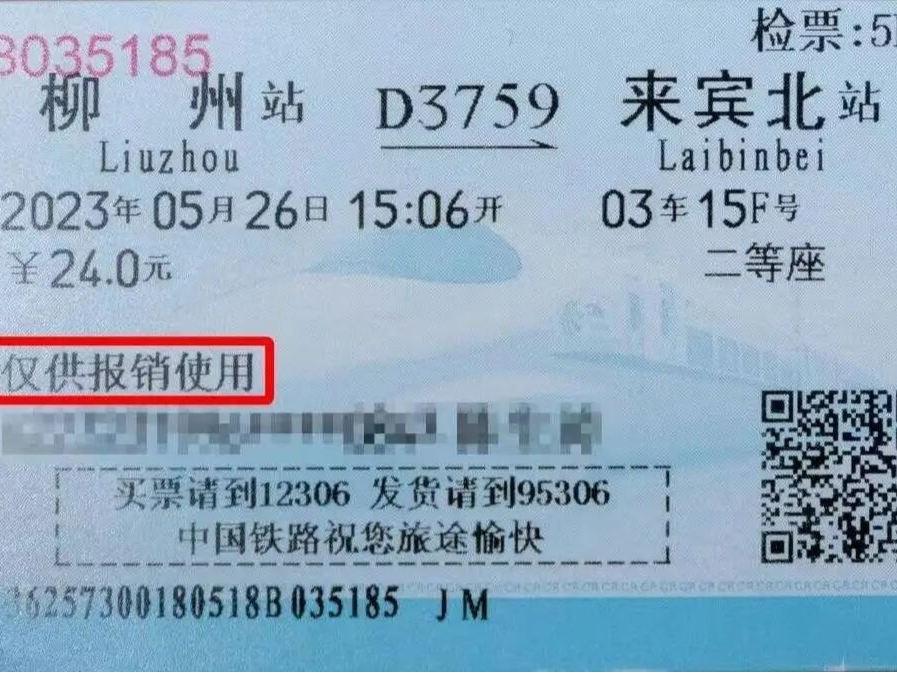 检票:5
8035185
柳州站 D3759 来宾北站
Liuzhou Laibinbei
2023年05月26日 15:06开 03车15F号
￥24.0元 二等座
仅供报销使用
买票请到12306 发货请到95306
中国铁路祝您旅途愉快
36257300180518B035185 JM